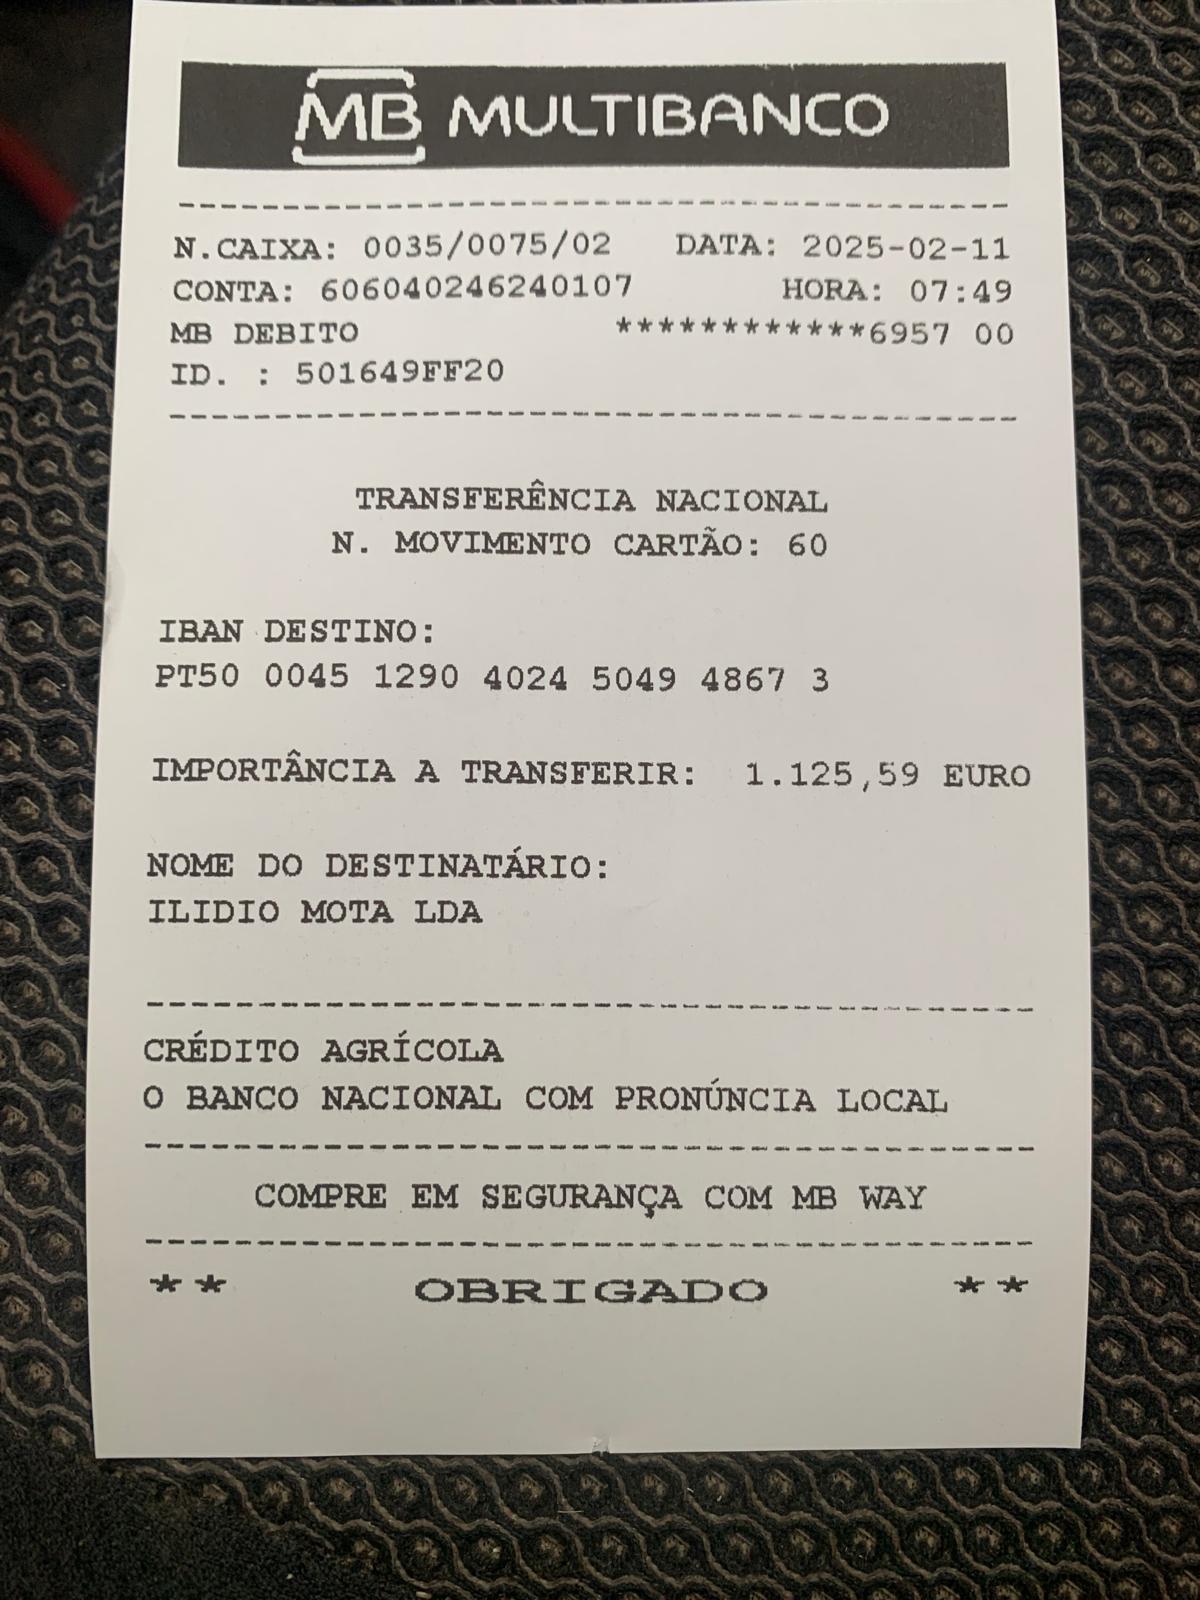 MB MULTIBANCO
N.CAIXA: 0035/0075/02 DATA: 2025-02-11
CONTA: 606040246240107 HORA: 07:49
MB DEBITO ************6957 00
ID. : 501649FF20
TRANSFERÊNCIA NACIONAL
N. MOVIMENTO CARTÃO: 60
IBAN DESTINO:
PT50 0045 1290 4024 5049 4867 3
IMPORTÂNCIA A TRANSFERIR: 1.125,59 EURO
NOME DO DESTINATÁRIO:
ILIDIO MOTA LDA
CRÉDITO AGRÍCOLA
O BANCO NACIONAL COM PRONÚNCIA LOCAL
COMPRE EM SEGURANÇA COM MB WAY
** OBRIGADO **